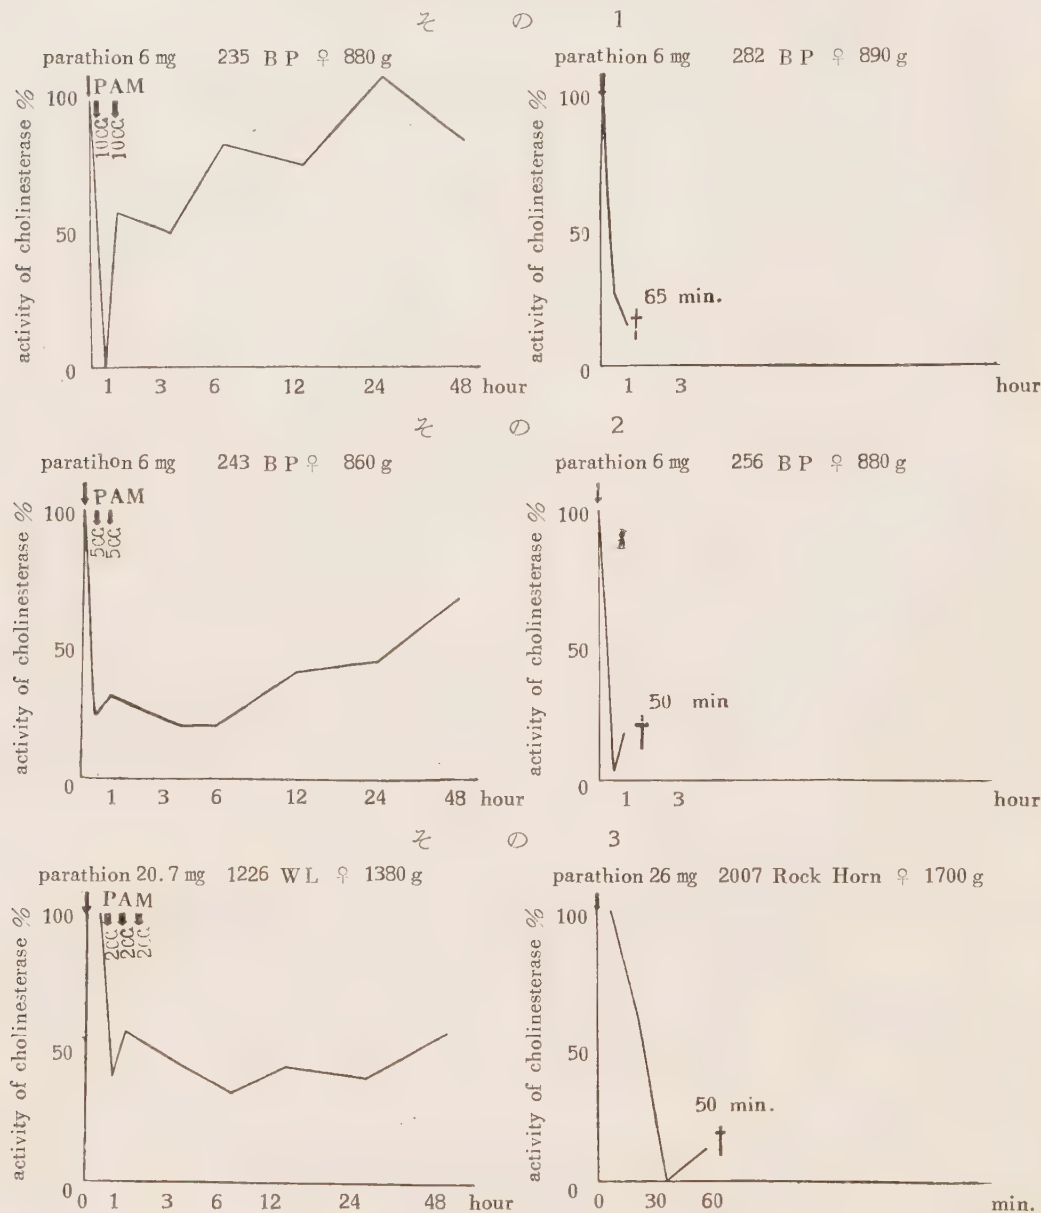 その1
parathion 6 mg 235 B P ♀ 880 g
PAM
10CC 10CC
activity of cholinesterase %
100
50
0
1 3 6 12 24 48 hour
parathion 6 mg 282 B P ♀ 890 g
activity of cholinesterase %
100
50
0
65 min.
1 3 hour
その2
paratihon 6 mg 243 B P ♀ 860 g
PAM
5CC 5CC
activity of cholinesterase %
100
50
0
1 3 6 12 24 48 hour
parathion 6 mg 256 B P ♀ 880 g
activity of cholinesterase %
100
50
0
50 min
1 3 hour
その3
parathion 20.7 mg 1226 W L ♀ 1380 g
PAM
2CC 2CC 2CC
activity of cholinesterase %
100
50
0
0 1 3 6 12 24 48 hour
parathion 26 mg 2007 Rock Horn ♀ 1700 g
activity of cholinesterase %
100
50
0
50 min.
0 30 60 min.